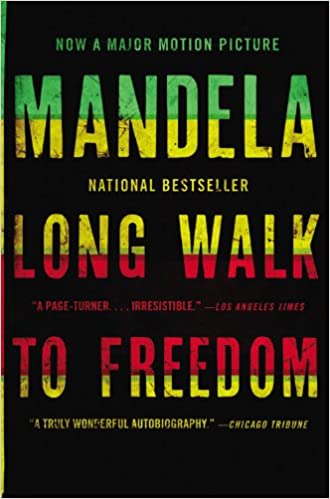 NOW A MAJOR MOTION PICTURE
MANDELA
NATIONAL BESTSELLER
LONG WALK
"A PAGE-TURNER. . . . IRRESISTIBLE." —LOS ANGELES TIMES
TO FREEDOM
"A TRULY WONDERFUL AUTOBIOGRAPHY." —CHICAGO TRIBUNE